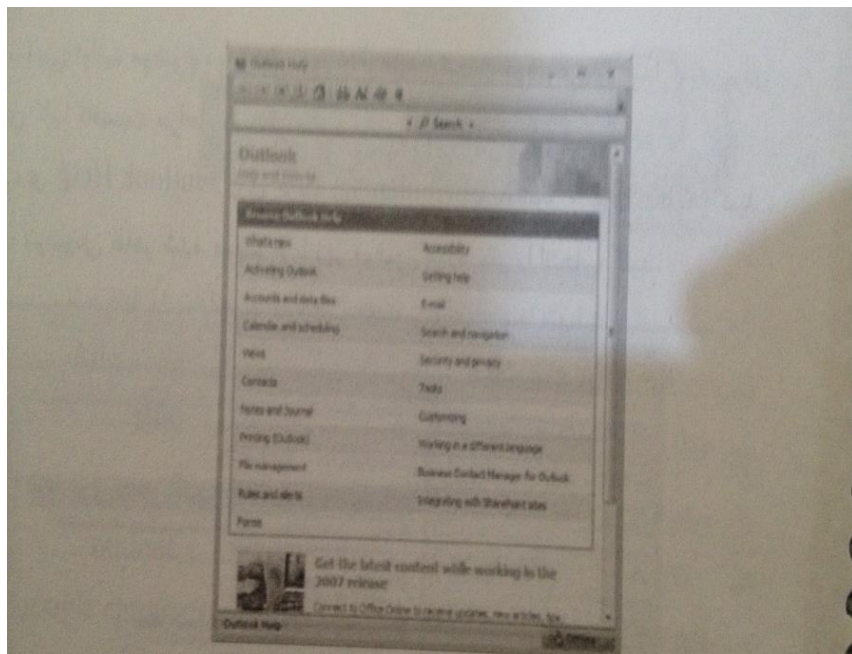 Outlook Help
Search
Outlook
Help and How-to
Browse Outlook Help
What's new
Accessibility
Activating Outlook
Getting help
Accounts and data files
E-mail
Calendar and scheduling
Search and navigation
Views
Security and privacy
Contacts
Tasks
Notes and Journal
Customizing
Printing (Outlook)
Working in a different language
File management
Business Contact Manager for Outlook
Rules and alerts
Integrating with SharePoint sites
Forms
Get the latest content while working in the
2007 release
Connect to Office Online to receive updates, new articles, tips,
Outlook Help
Offline